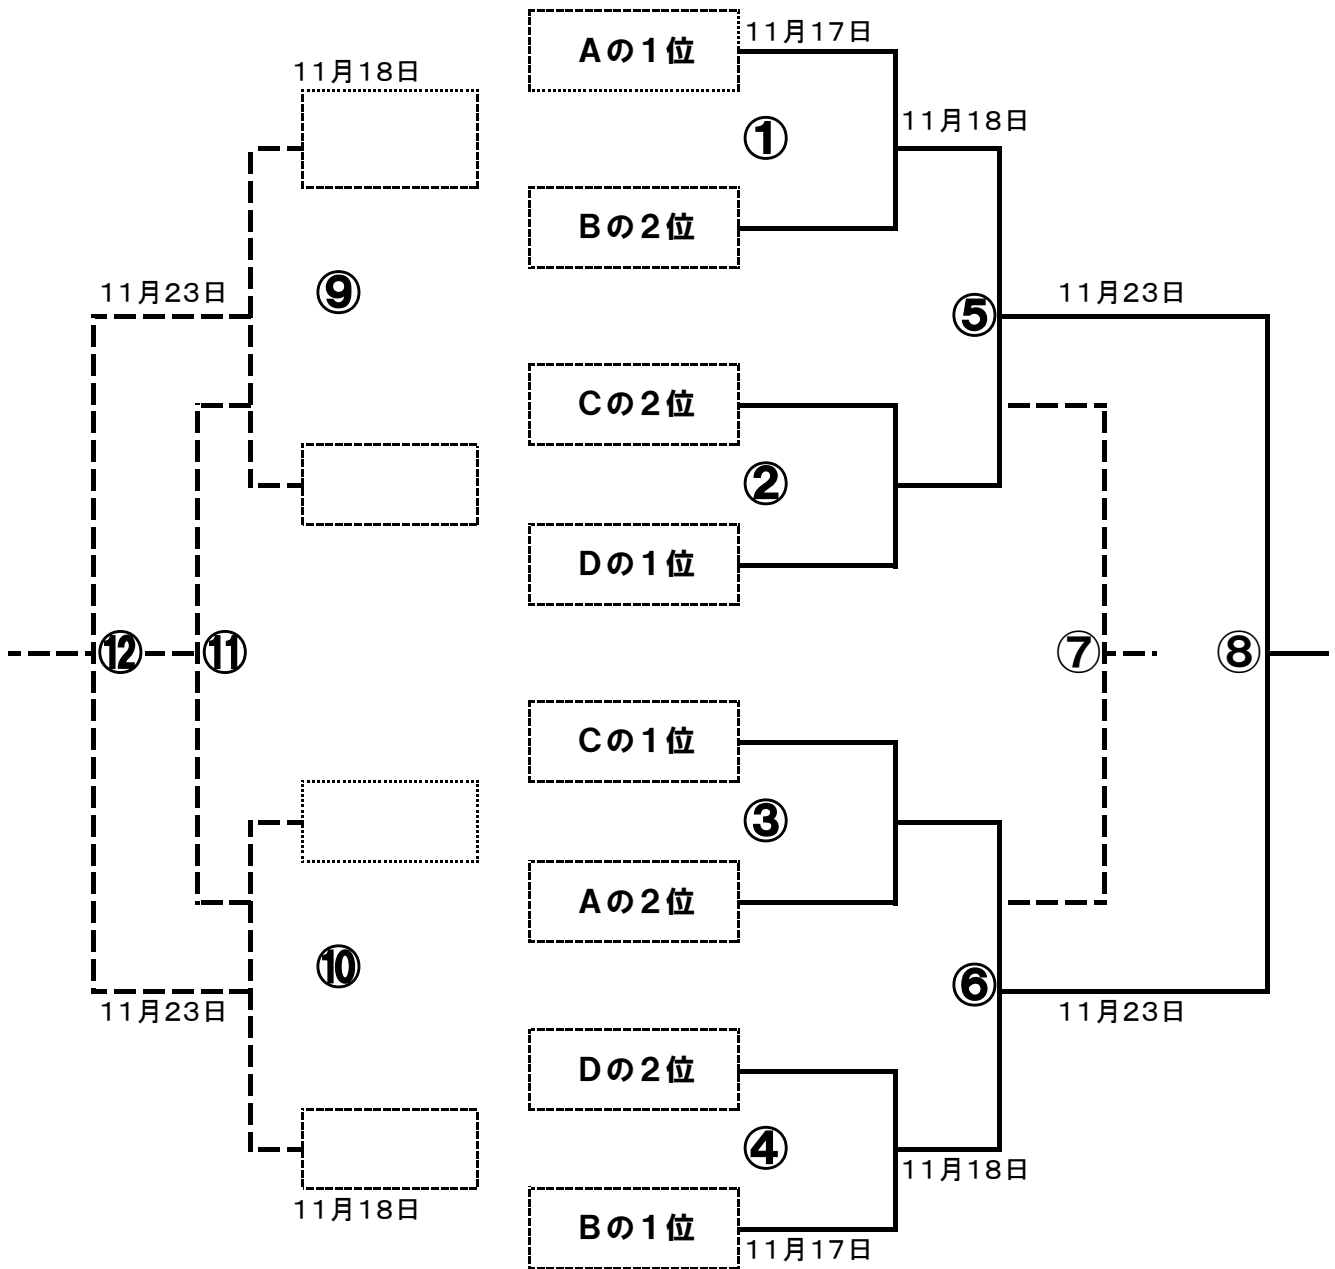 Aの1位
11月17日
11月18日
①
11月18日
Bの2位
⑨
11月23日
⑤
11月23日
Cの2位
②
Dの1位
⑫
⑪
⑦
⑧
Cの1位
③
Aの2位
⑩
⑥
11月23日
11月23日
Dの2位
④
11月18日
11月18日
Bの1位
11月17日